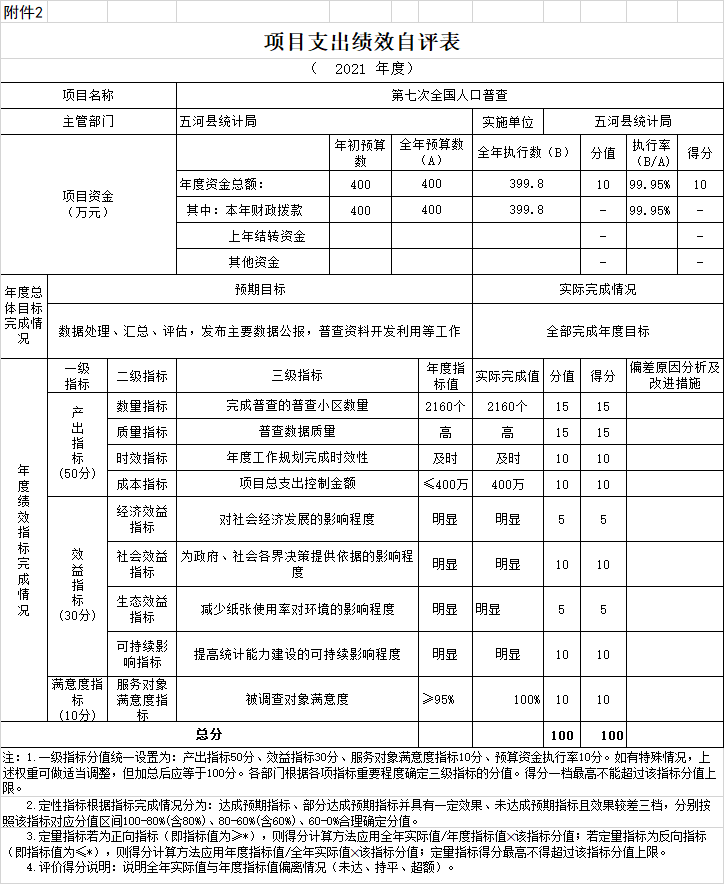 附件2
项目支出绩效自评表
（ 2021 年度）
项目名称 第七次全国人口普查
主管部门 五河县统计局 实施单位 五河县统计局
项目资金
（万元）
年初预算
数
全年预算数
（A）
全年执行数（B）
分值
执行率
（B/A)
得分
年度资金总额： 400 400 399.8 10 99.95% 10
其中：本年财政拨款 400 400 399.8 - 99.95% -
上年结转资金 - -
其他资金 - -
年度总
体目标
完成情
况
预期目标 实际完成情况
数据处理、汇总、评估，发布主要数据公报，普查资料开发利用等工作 全部完成年度目标
年
度
绩
效
指
标
完
成
情
况
一级
指标
二级指标
三级指标
年度指
标值
实际完成值
分值
得分
偏差原因分析及
改进措施
产
出
指
标
(50分)
数量指标 完成普查的普查小区数量 2160个 2160个 15 15
质量指标 普查数据质量 高 高 15 15
时效指标 年度工作规划完成时效性 及时 及时 10 10
成本指标 项目总支出控制金额 ≤400万 400万 10 10
效
益
指
标
(30分)
经济效益
指标
对社会经济发展的影响程度 明显 明显 5 5
社会效益
指标
为政府、社会各界决策提供依据的影响程
度
明显 明显 10 10
生态效益
指标
减少纸张使用率对环境的影响程度 明显 明显 5 5
可持续影
响指标
提高统计能力建设的可持续影响程度 明显 明显 10 10
满意度指
标
(10分)
服务对象
满意度指
标
被调查对象满意度 ≥95% 100% 10 10
总分 100 100
注：1.一级指标分值统一设置为：产出指标50分、效益指标30分、服务对象满意度指标10分、预算资金执行率10分。如有特殊情况，上
述权重可做适当调整，但加总后应等于100分。各部门根据各项指标重要程度确定三级指标的分值。得分一档最高不能超过该指标分值上
限。
2.定性指标根据指标完成情况分为：达成预期指标、部分达成预期指标并具有一定效果、未达成预期指标且效果较差三档，分别按
照该指标对应分值区间100-80%(含80%)、80-60%(含60%)、60-0%合理确定分值。
3.定量指标若为正向指标（即指标值为≥*），则得分计算方法应用全年实际值/年度指标值×该指标分值；若定量指标为反向指标
（即指标值为≤*），则得分计算方法应用年度指标值/全年实际值×该指标分值；定量指标得分最高不得超过该指标分值上限。
4.评价得分说明：说明全年实际值与年度指标值偏离情况（未达、持平、超额）。